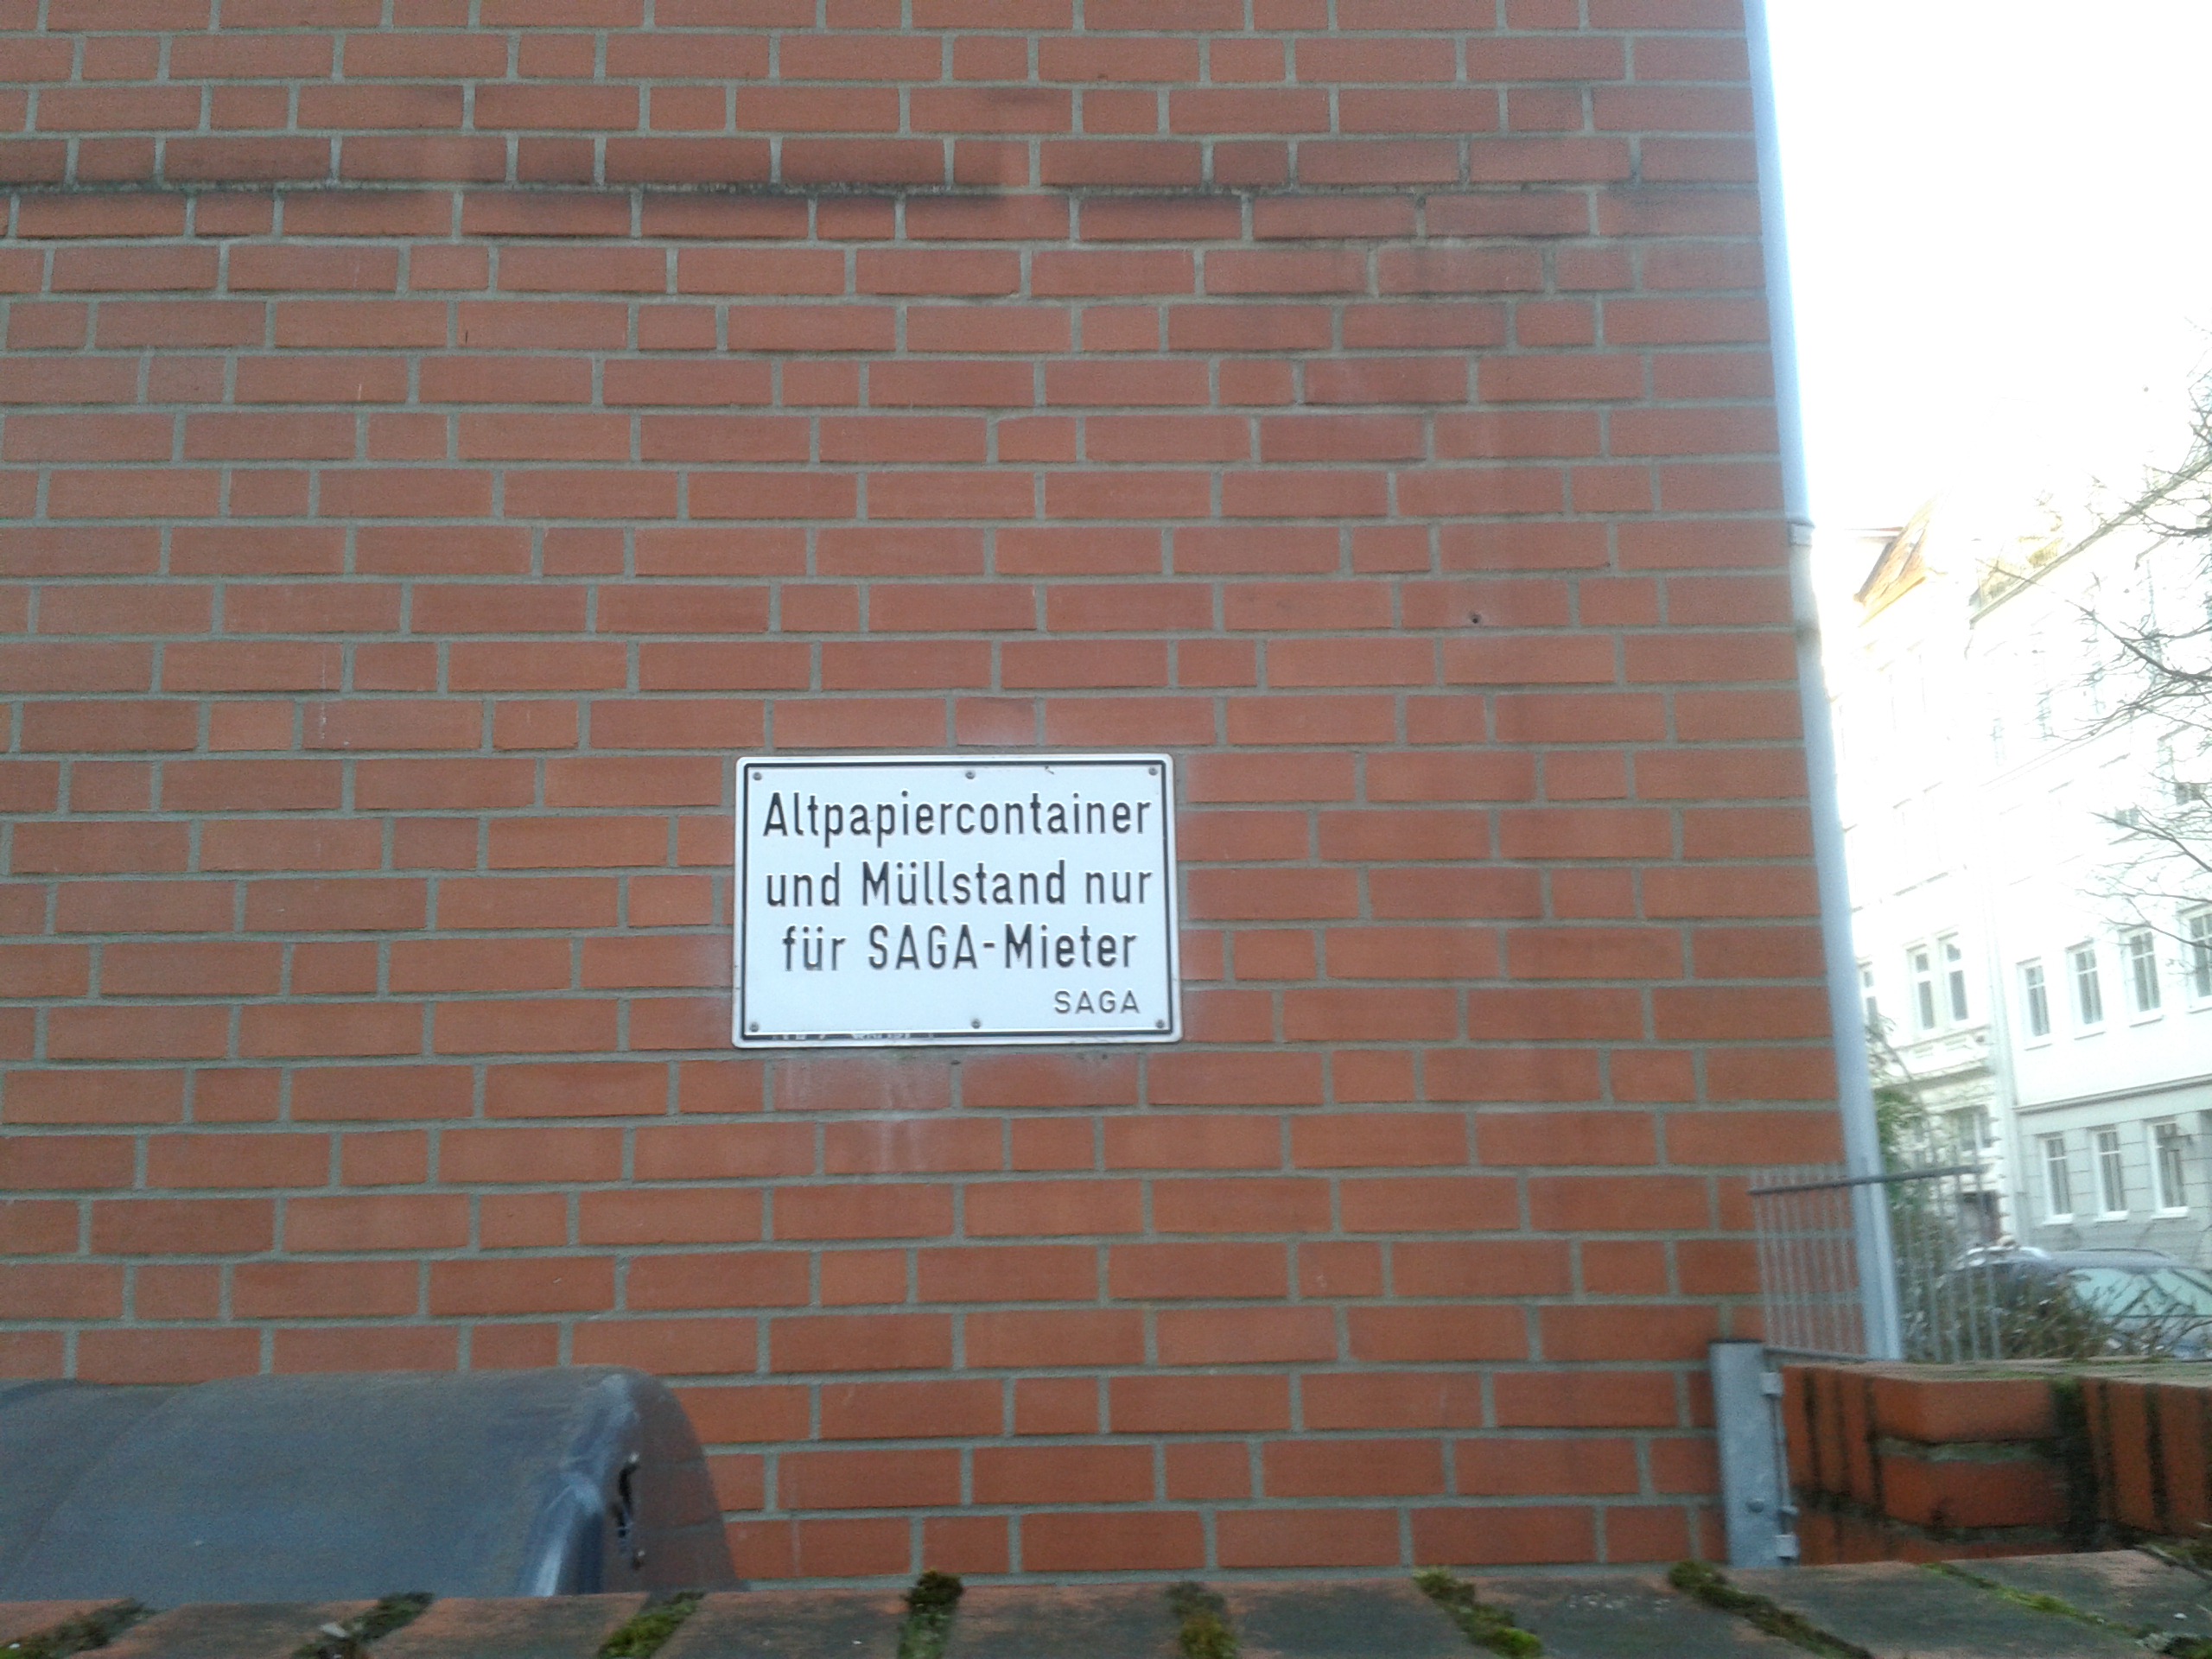 Altpapiercontainer
und Müllstand nur
für SAGA-Mieter
SAGA